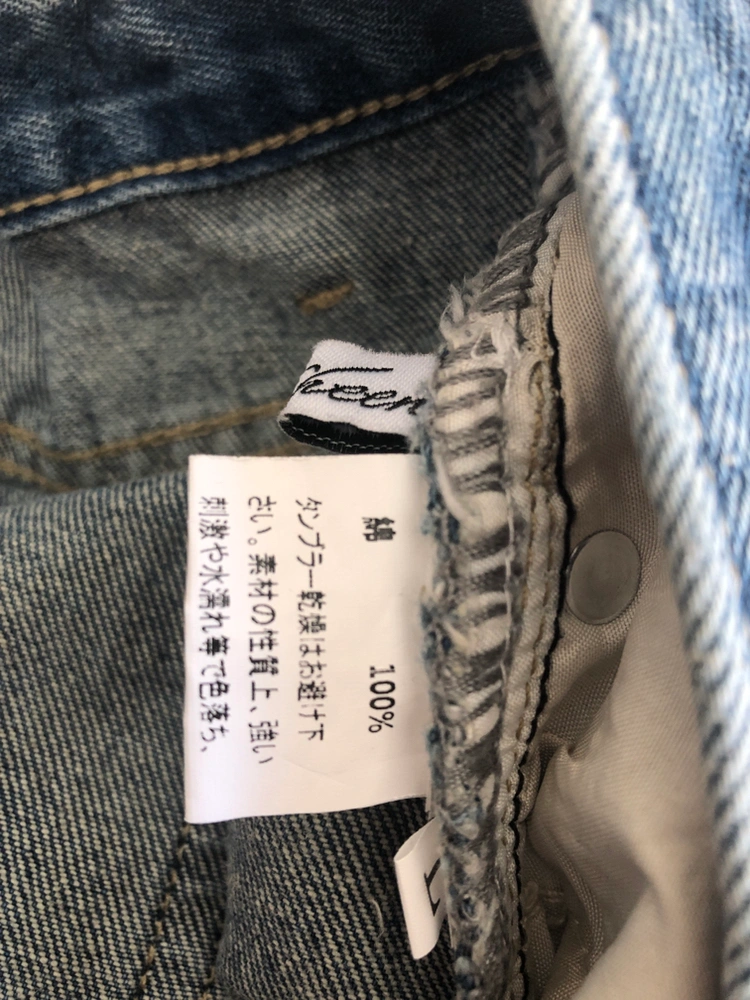 綿 100%
タンブラー乾燥はお避け下
さい。素材の性質上、強い
刺激や水濡れ等で色落ち、